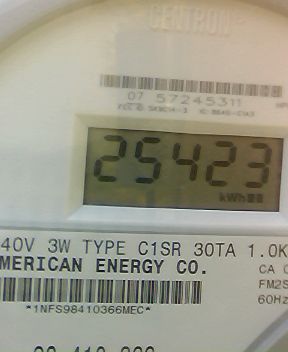 CENTRON
07 57245311
25423
kWh
40V 3W TYPE C1SR 30TA 1.0K
MERICAN ENERGY CO.
CA 0
FM2S
60Hz
*1NFS98410366MEC*